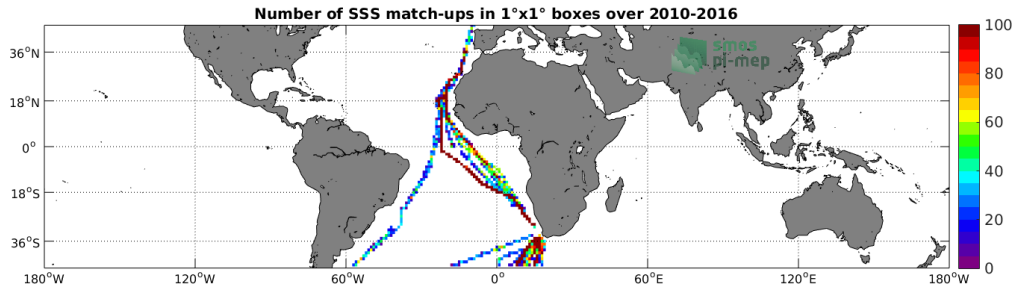 Number of SSS match-ups in 1°x1° boxes over 2010-2016
smos
pi-mep
36°N
18°N
0°
18°S
36°S
180°W
120°W
60°W
0°
60°E
120°E
180°W
100
80
60
40
20
0